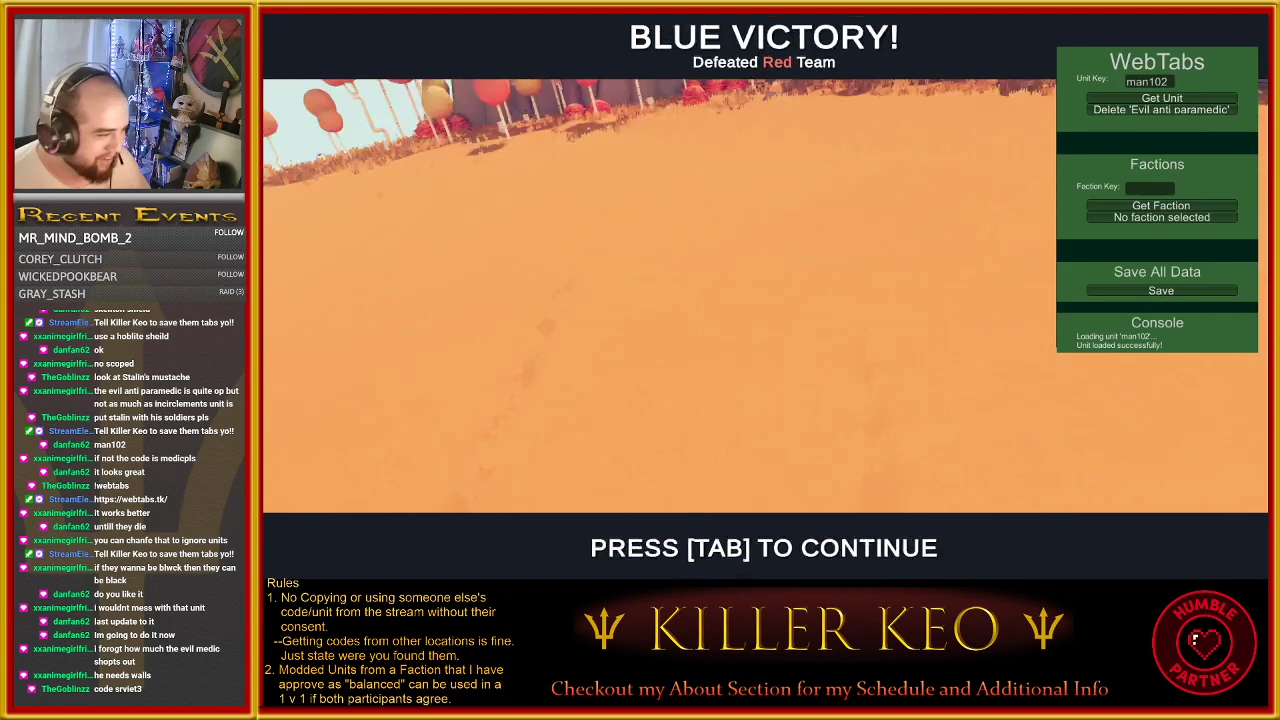 BLUE VICTORY!
Defeated Red Team
WebTabs
Unit Key: man102
Get Unit
Delete 'Evil anti paramedic'
Factions
Faction Key:
Get Faction
No faction selected
Save All Data
Save
Console
Loading unit 'man102'...
Unit loaded successfully!
RECENT EVENTS
MR_MIND_BOMB_2 FOLLOW
COREY_CLUTCH FOLLOW
WICKEDPOOKBEAR FOLLOW
GRAY_STASH RAID (3)
danfan62 skeliton shield
StreamEle... Tell Killer Keo to save them tabs yo!!
xxanimegirlfri... use a hoblite sheild
danfan62 ok
xxanimegirlfri... no scoped
TheGoblinzz look at Stalin's mustache
xxanimegirlfri... the evil anti paramedic is quite op but
not as much as incirclements unit is
TheGoblinzz put stalin with his soldiers pls
StreamEle... Tell Killer Keo to save them tabs yo!!
danfan62 man102
xxanimegirlfri... if not the code is medicpls
danfan62 it looks great
TheGoblinzz !webtabs
StreamEle... https://webtabs.tk/
xxanimegirlfri... it works better
danfan62 untill they die
xxanimegirlfri... you can chanfe that to ignore units
StreamEle... Tell Killer Keo to save them tabs yo!!
xxanimegirlfri... if they wanna be blwck then they can
be black
danfan62 do you like it
xxanimegirlfri... i wouldnt mess with that unit
danfan62 last update to it
danfan62 Im going to do it now
xxanimegirlfri... i forogt how much the evil medic
shopts out
xxanimegirlfri... he needs walls
TheGoblinzz code srviet3
PRESS [TAB] TO CONTINUE
Rules
1. No Copying or using someone else's
code/unit from the stream without their
consent.
--Getting codes from other locations is fine.
Just state were you found them.
2. Modded Units from a Faction that I have
approve as "balanced" can be used in a
1 v 1 if both participants agree.
KILLER KEO
Checkout my About Section for my Schedule and Additional Info
HUMBLE
PARTNER